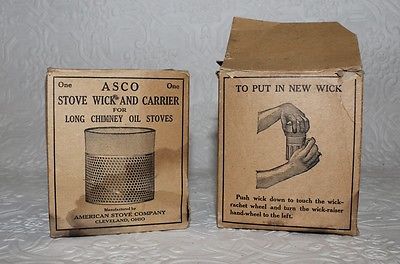 One ASCO One
STOVE WICK AND CARRIER
FOR
LONG CHIMNEY OIL STOVES
Manufactured by
AMERICAN STOVE COMPANY
CLEVELAND, OHIO
TO PUT IN NEW WICK
Push wick down to touch the wick-
rachet wheel and turn the wick-raiser
hand-wheel to the left.